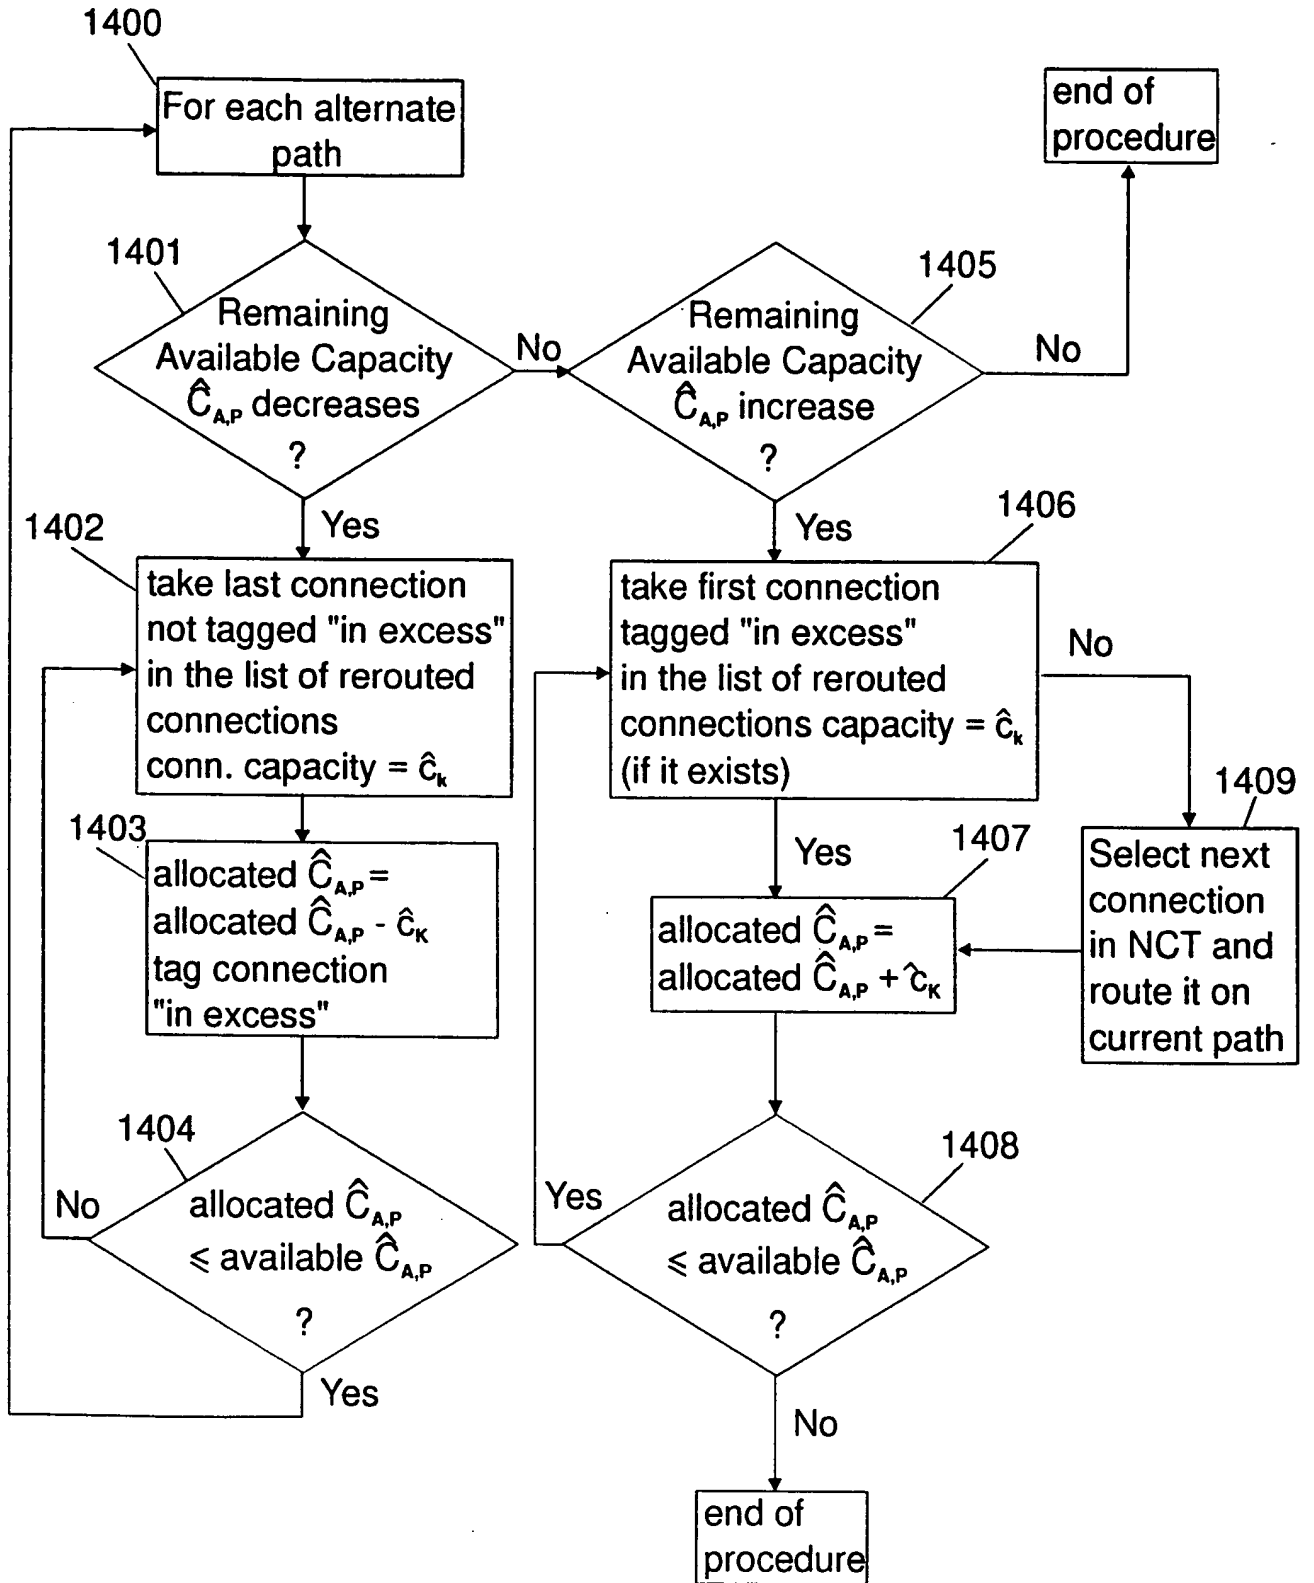 1400
For each alternate
path
end of
procedure
1401
Remaining
Available Capacity
Ĉ_A,P decreases
?
No
1405
Remaining
Available Capacity
Ĉ_A,P increase
?
No
Yes
1402
take last connection
not tagged "in excess"
in the list of rerouted
connections
conn. capacity = ĉ_k
Yes
1406
take first connection
tagged "in excess"
in the list of rerouted
connections capacity = ĉ_k
(if it exists)
No
1403
allocated Ĉ_A,P =
allocated Ĉ_A,P - ĉ_K
tag connection
"in excess"
Yes
1407
allocated Ĉ_A,P =
allocated Ĉ_A,P + ĉ_K
1409
Select next
connection
in NCT and
route it on
current path
1404
No
allocated Ĉ_A,P
≤ available Ĉ_A,P
?
Yes
1408
Yes
allocated Ĉ_A,P
≤ available Ĉ_A,P
?
No
end of
procedure